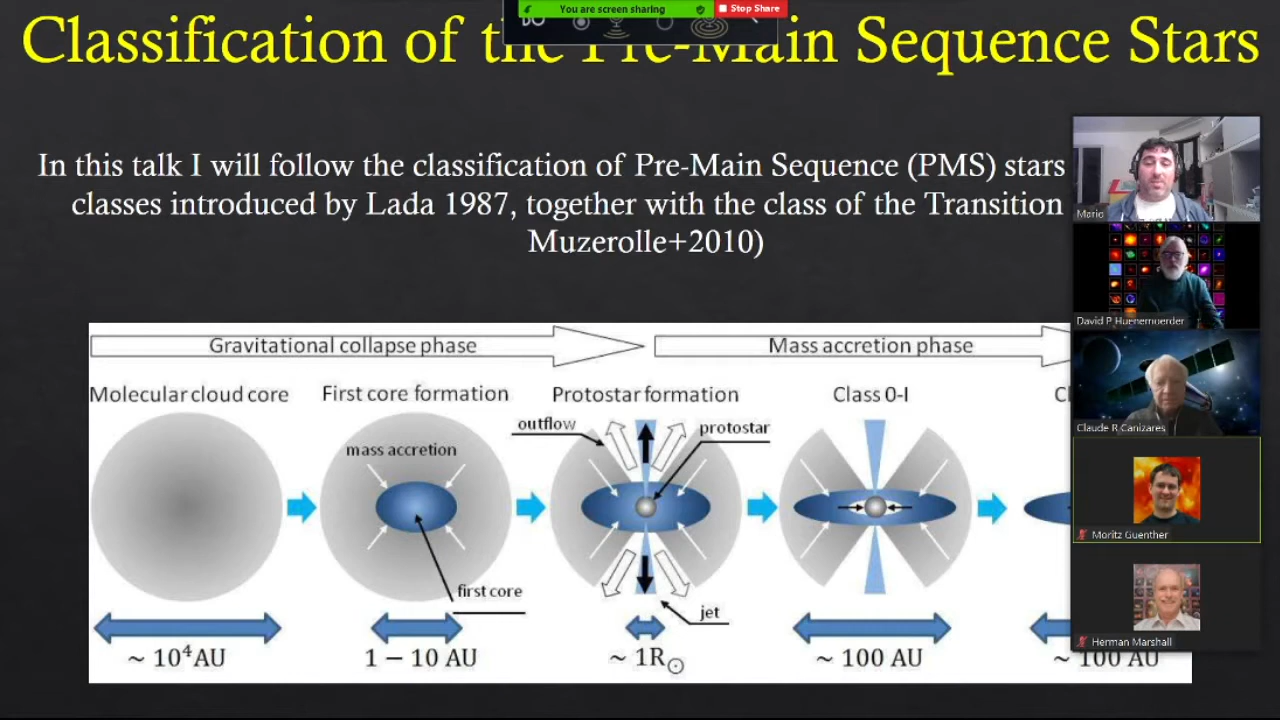 You are screen sharing
Stop Share
Classification of the Pre-Main Sequence Stars
In this talk I will follow the classification of Pre-Main Sequence (PMS) stars
classes introduced by Lada 1987, together with the class of the Transition
Muzerolle+2010)
Gravitational collapse phase
Mass accretion phase
Molecular cloud core
First core formation
Protostar formation
Class 0-I
Cl
outflow
protostar
mass accretion
first core
jet
~ 10⁴AU
1 – 10 AU
~ 1R☉
~ 100 AU
~ 100 AU
Mario
David P Huenemoerder
Claude R Canizares
Moritz Guenther
Herman Marshall